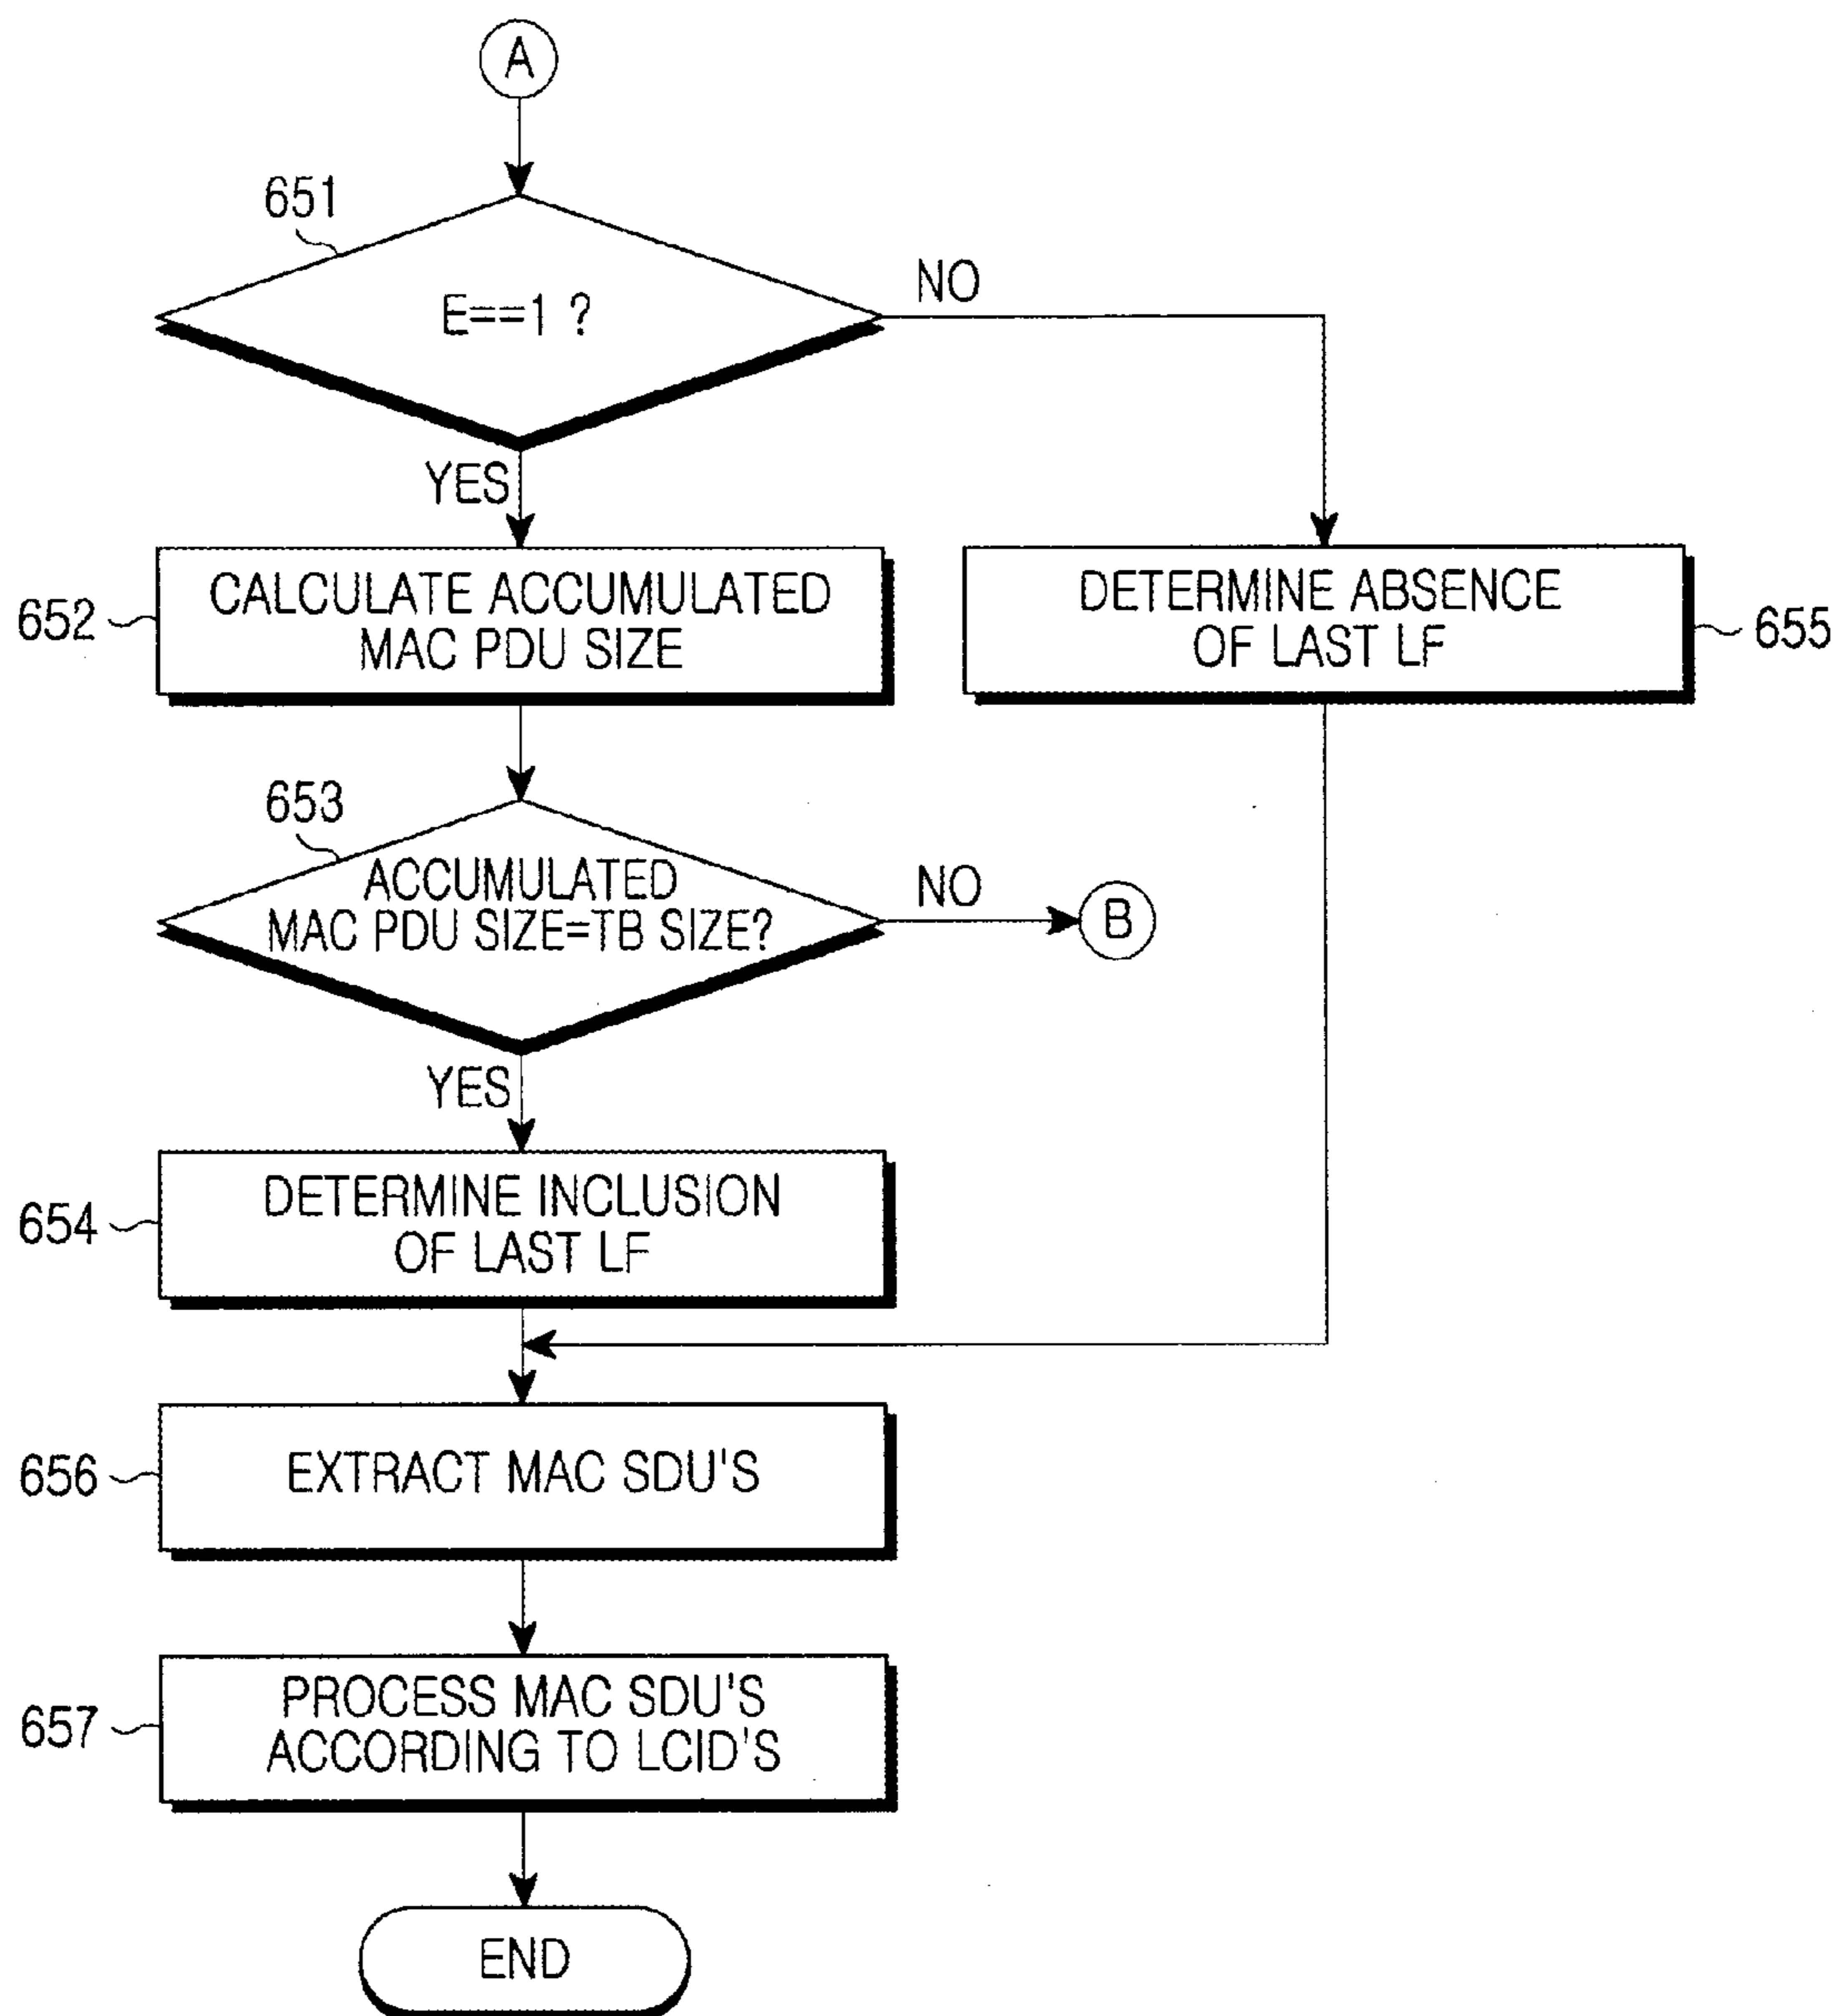 A
651
E==1 ?
NO
YES
652
CALCULATE ACCUMULATED
MAC PDU SIZE
DETERMINE ABSENCE
OF LAST LF
655
653
ACCUMULATED
MAC PDU SIZE=TB SIZE?
NO
B
YES
654
DETERMINE INCLUSION
OF LAST LF
656
EXTRACT MAC SDU'S
657
PROCESS MAC SDU'S
ACCORDING TO LCID'S
END